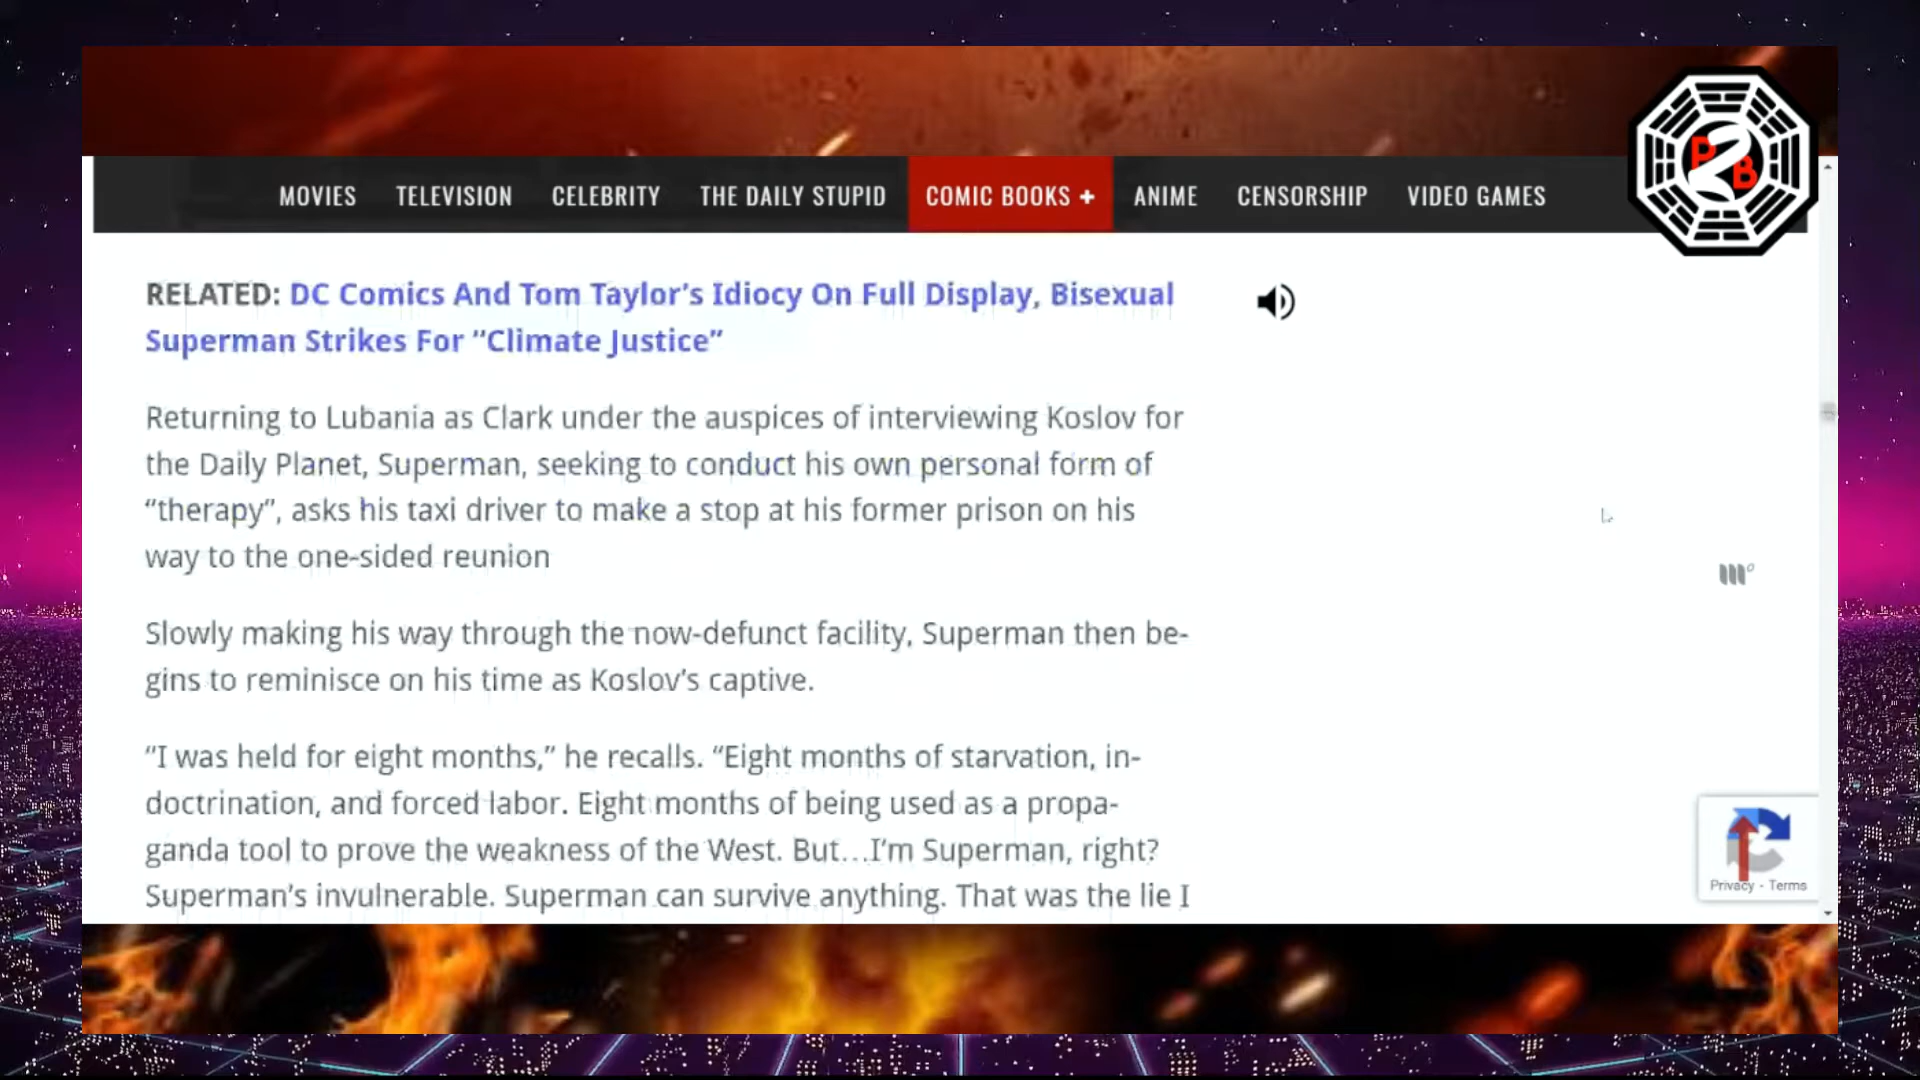 MOVIES TELEVISION CELEBRITY THE DAILY STUPID COMIC BOOKS + ANIME CENSORSHIP VIDEO GAMES
RELATED: DC Comics And Tom Taylor’s Idiocy On Full Display, Bisexual
Superman Strikes For “Climate Justice”
Returning to Lubania as Clark under the auspices of interviewing Koslov for
the Daily Planet, Superman, seeking to conduct his own personal form of
“therapy”, asks his taxi driver to make a stop at his former prison on his
way to the one-sided reunion
Slowly making his way through the now-defunct facility, Superman then be-
gins to reminisce on his time as Koslov’s captive.
“I was held for eight months,” he recalls. “Eight months of starvation, in-
doctrination, and forced labor. Eight months of being used as a propa-
ganda tool to prove the weakness of the West. But…I’m Superman, right?
Superman’s invulnerable. Superman can survive anything. That was the lie I
Privacy - Terms